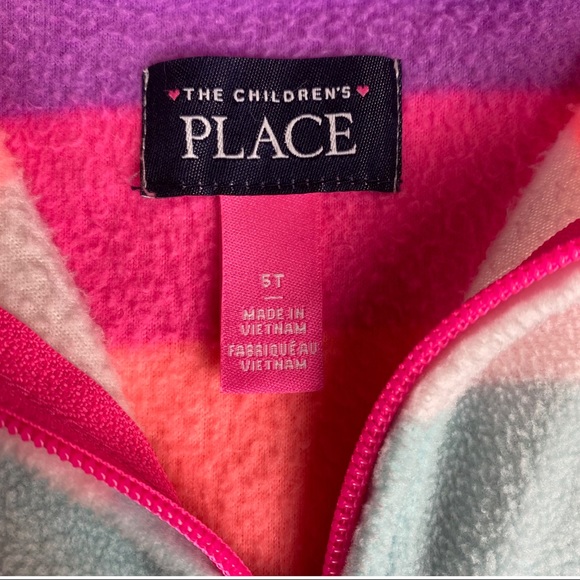 THE CHILDREN'S
PLACE
5T
MADE IN
VIETNAM
FABRIQUÉ AU
VIETNAM